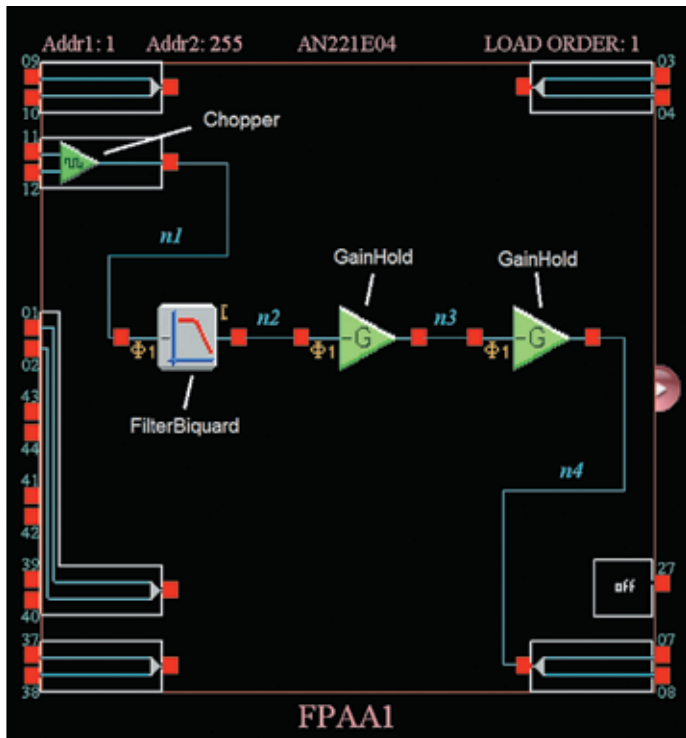 Addr1: 1 Addr2: 255 AN221E04 LOAD ORDER: 1
09 03
10 04
11 Chopper
12
n1
GainHold GainHold
01
n2 n3
-G -G
Φ1 Φ1 Φ1
02
FilterBiquard
43
44
n4
41
42
39 27
off
40
37 07
38 08
FPAA1